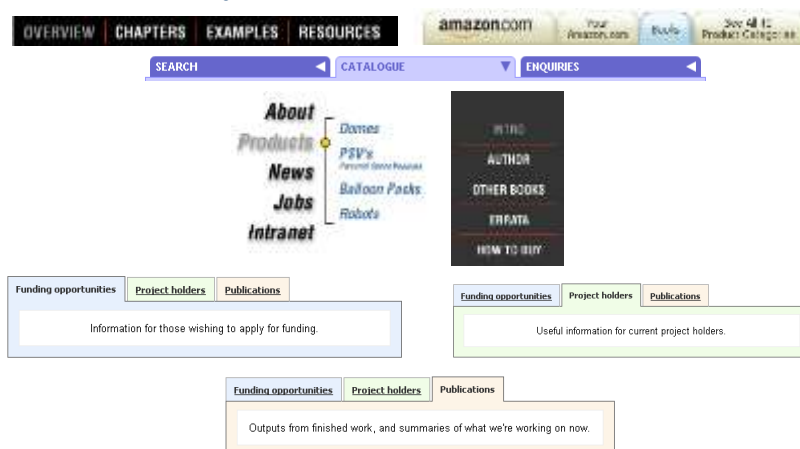 OVERVIEW CHAPTERS EXAMPLES RESOURCES
amazon.com Your Amazon.com Books See All 42 Product Categories
SEARCH CATALOGUE ENQUIRIES
About
Products
News
Jobs
Intranet
Domes
PSV's
Balloon Packs
Robots
INTRO
AUTHOR
OTHER BOOKS
ERRATA
HOW TO BUY
Funding opportunities Project holders Publications
Information for those wishing to apply for funding.
Funding opportunities Project holders Publications
Useful information for current project holders.
Funding opportunities Project holders Publications
Outputs from finished work, and summaries of what we're working on now.